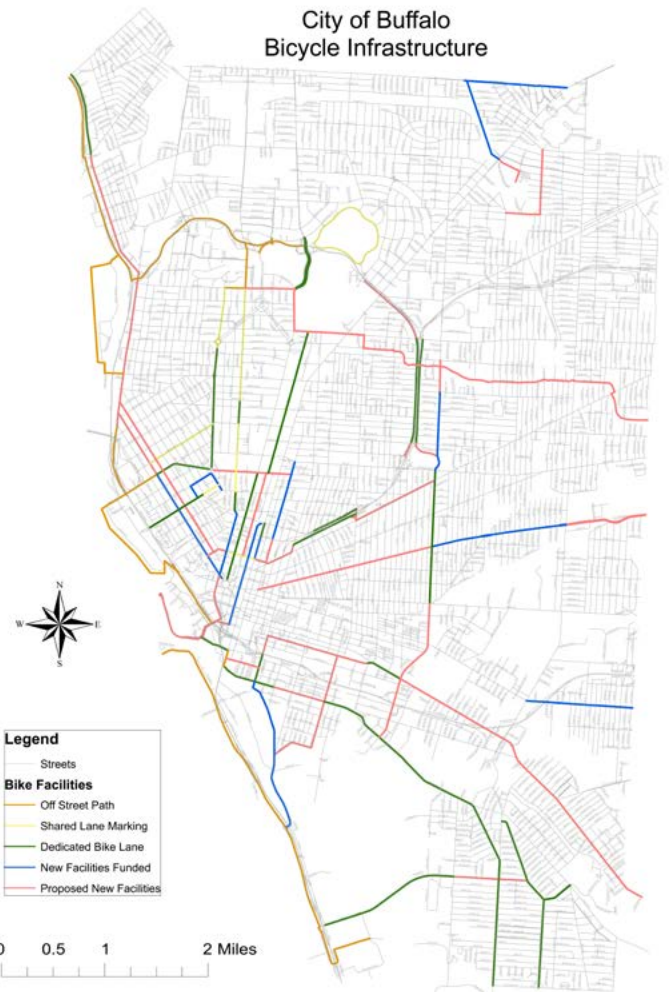 City of Buffalo
Bicycle Infrastructure
N
W
E
S
Legend
Streets
Bike Facilities
Off Street Path
Shared Lane Marking
Dedicated Bike Lane
New Facilities Funded
Proposed New Facilities
0 0.5 1 2 Miles